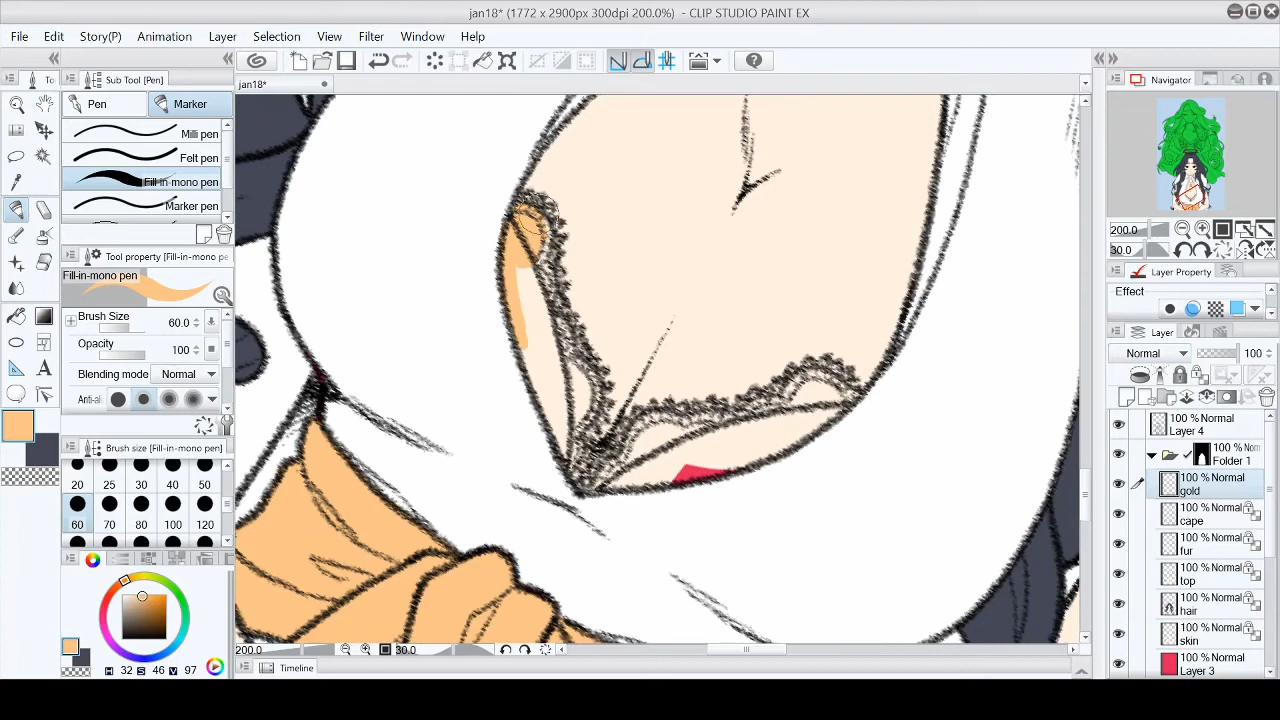 jan18* (1772 x 2900px 300dpi 200.0%)  - CLIP STUDIO PAINT EX
File Edit Story(P) Animation Layer Selection View Filter Window Help
To Sub Tool [Pen] jan18* Navigator
Pen Marker
Milli pen
Felt pen
Fill-in-mono pen
Marker pen
Tool property [Fill-in-mono pe
Fill-in-mono pen
Brush Size 60.0
Opacity 100
Blending mode Normal
Anti-al
Brush size [Fill-in-mono pen]
20 25 30 40 50
60 70 80 100 120
H 32 S 46 V 97
200.0 30.0
Timeline
200.0
30.0
Layer Property
Effect
Layer
Normal 100
100 % Normal
Layer 4
100 % Norm
Folder 1
100 % Normal
gold
100 % Normal
cape
100 % Normal
fur
100 % Normal
top
100 % Normal
hair
100 % Normal
skin
100 % Normal
Layer 3